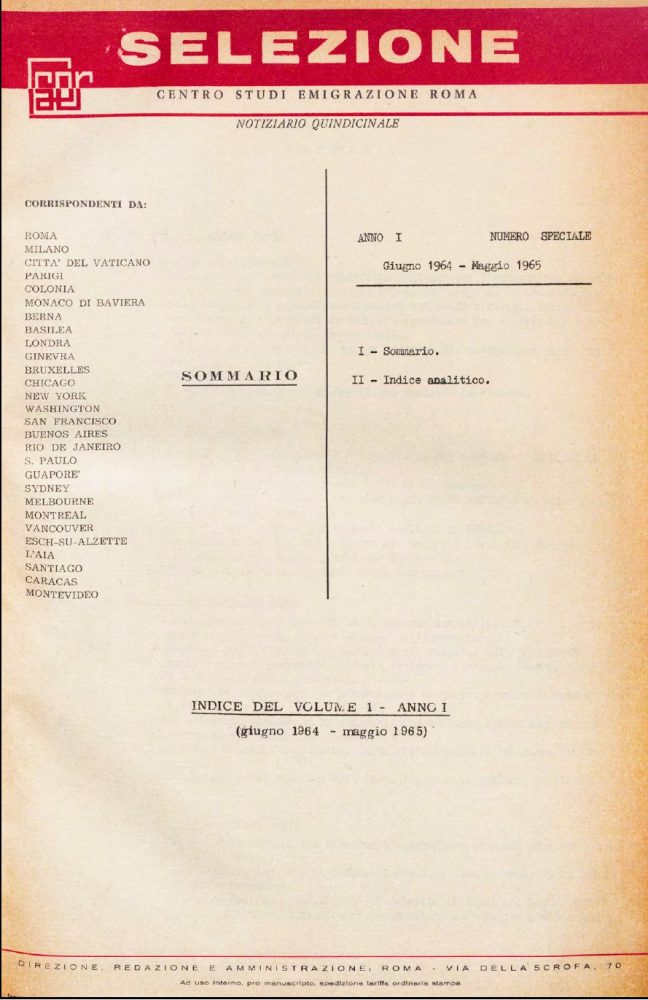 SELEZIONE
CENTRO STUDI EMIGRAZIONE ROMA
NOTIZIARIO QUINDICINALE
CORRISPONDENTI DA:
ROMA
MILANO
CITTA' DEL VATICANO
PARIGI
COLONIA
MONACO DI BAVIERA
BERNA
BASILEA
LONDRA
GINEVRA
BRUXELLES
CHICAGO
NEW YORK
WASHINGTON
SAN FRANCISCO
BUENOS AIRES
RIO DE JANEIRO
S. PAULO
GUAPORE'
SYDNEY
MELBOURNE
MONTREAL
VANCOUVER
ESCH-SU-ALZETTE
L'AIA
SANTIAGO
CARACAS
MONTEVIDEO
SOMMARIO
ANNO I NUMERO SPECIALE
Giugno 1964 - Maggio 1965
I - Sommario.
II - Indice analitico.
INDICE DEL VOLUME 1 - ANNO I
(giugno 1964 - maggio 1965)
DIREZIONE, REDAZIONE E AMMINISTRAZIONE: ROMA - VIA DELLA SCROFA, 70
Ad uso interno, pro manuscripto, spedizione tariffa ordinaria stampe